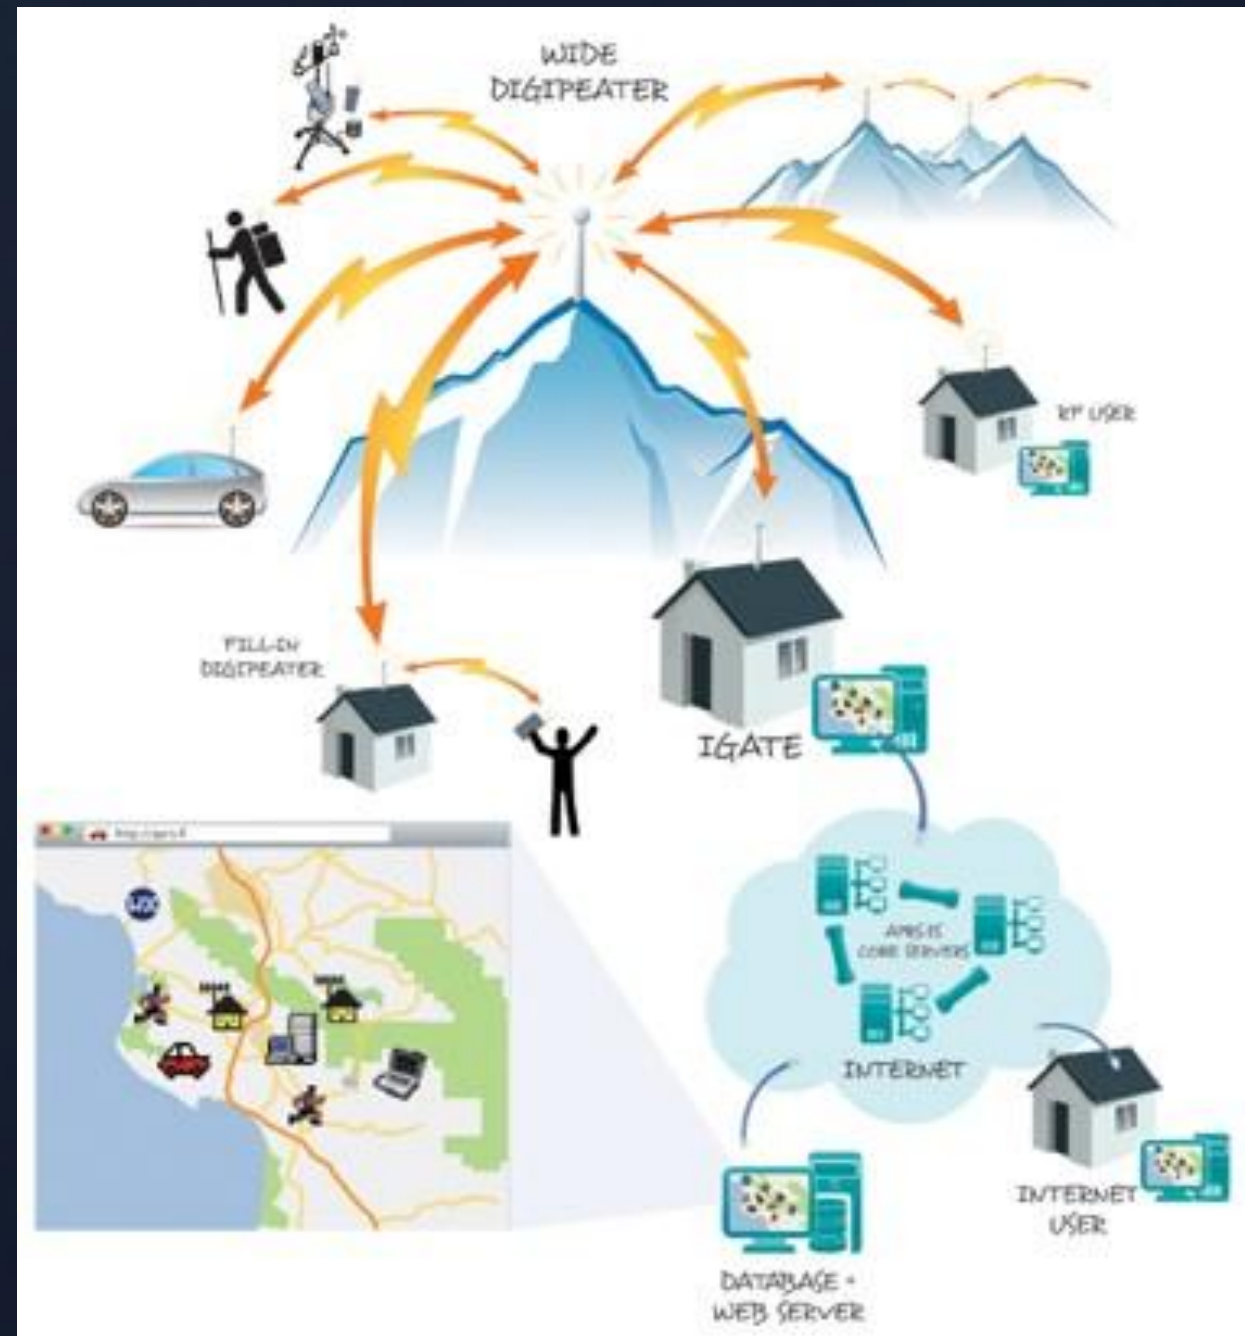 WIDE
DIGIPEATER
RF USER
FILL-IN
DIGIPEATER
IGATE
APRS-IS
CORE SERVERS
INTERNET
INTERNET
USER
DATABASE +
WEB SERVER